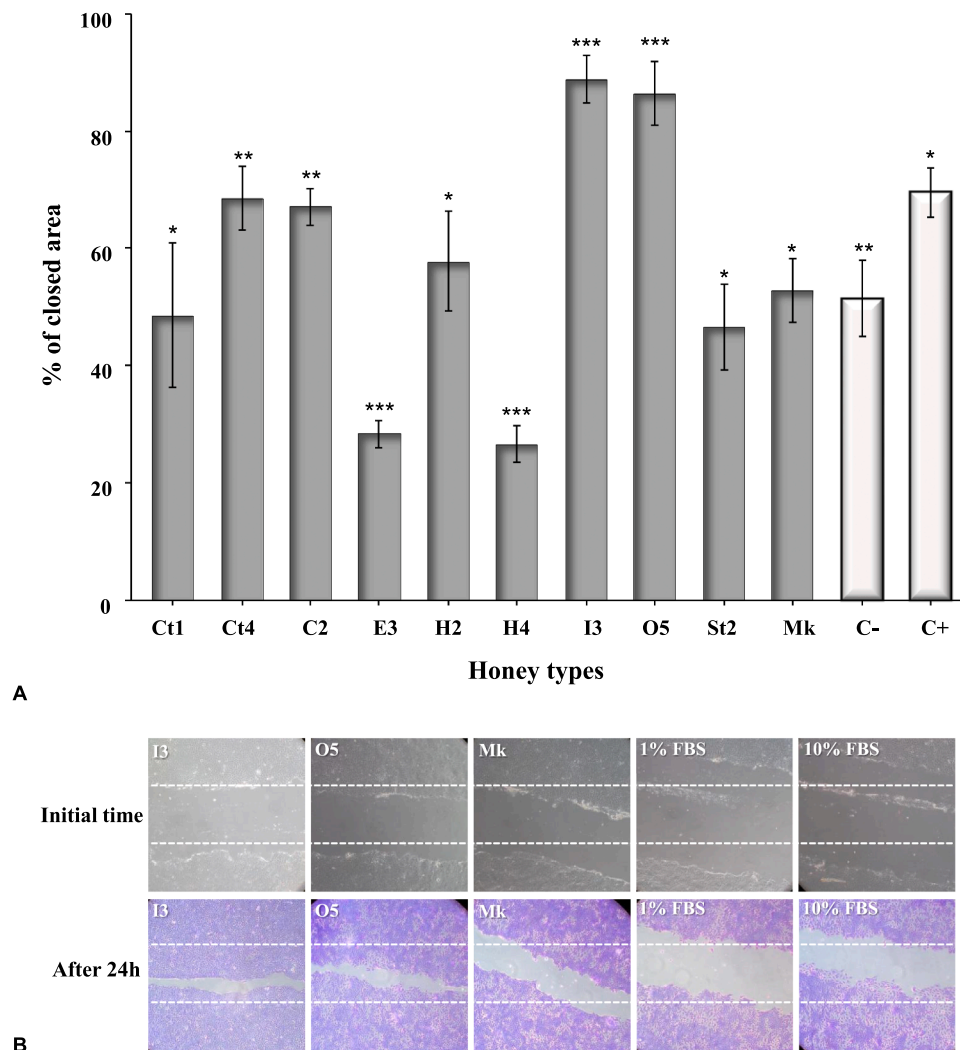 100
80
60
40
20
0
% of closed area
* ** ** *** * *** *** *** * * ** *
Ct1 Ct4 C2 E3 H2 H4 I3 O5 St2 Mk C- C+
Honey types
A
I3 O5 Mk 1% FBS 10% FBS
Initial time
I3 O5 Mk 1% FBS 10% FBS
After 24h
B